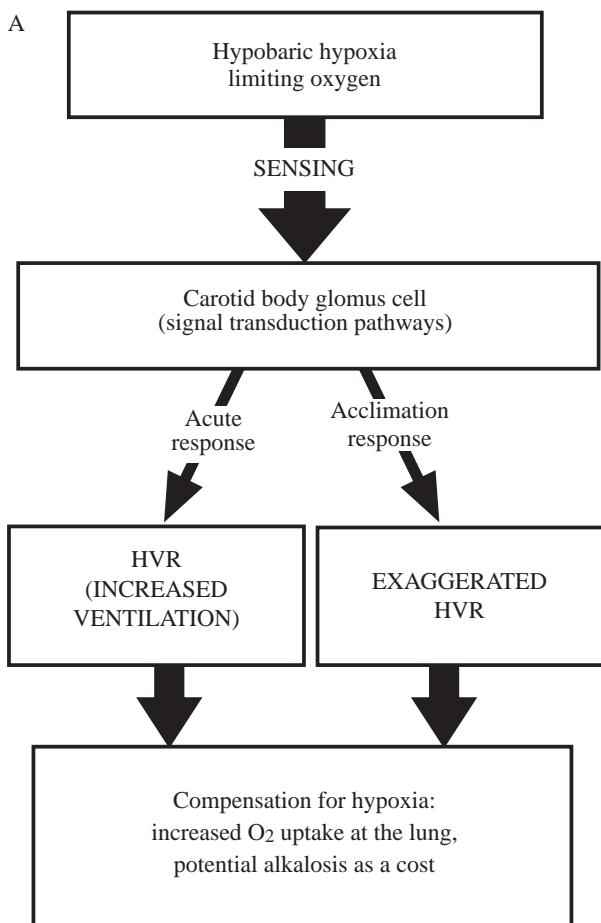 A
Hypobaric hypoxia
limiting oxygen
SENSING
Carotid body glomus cell
(signal transduction pathways)
Acute
response
Acclimation
response
HVR
(INCREASED
VENTILATION)
EXAGGERATED
HVR
Compensation for hypoxia:
increased O2 uptake at the lung,
potential alkalosis as a cost